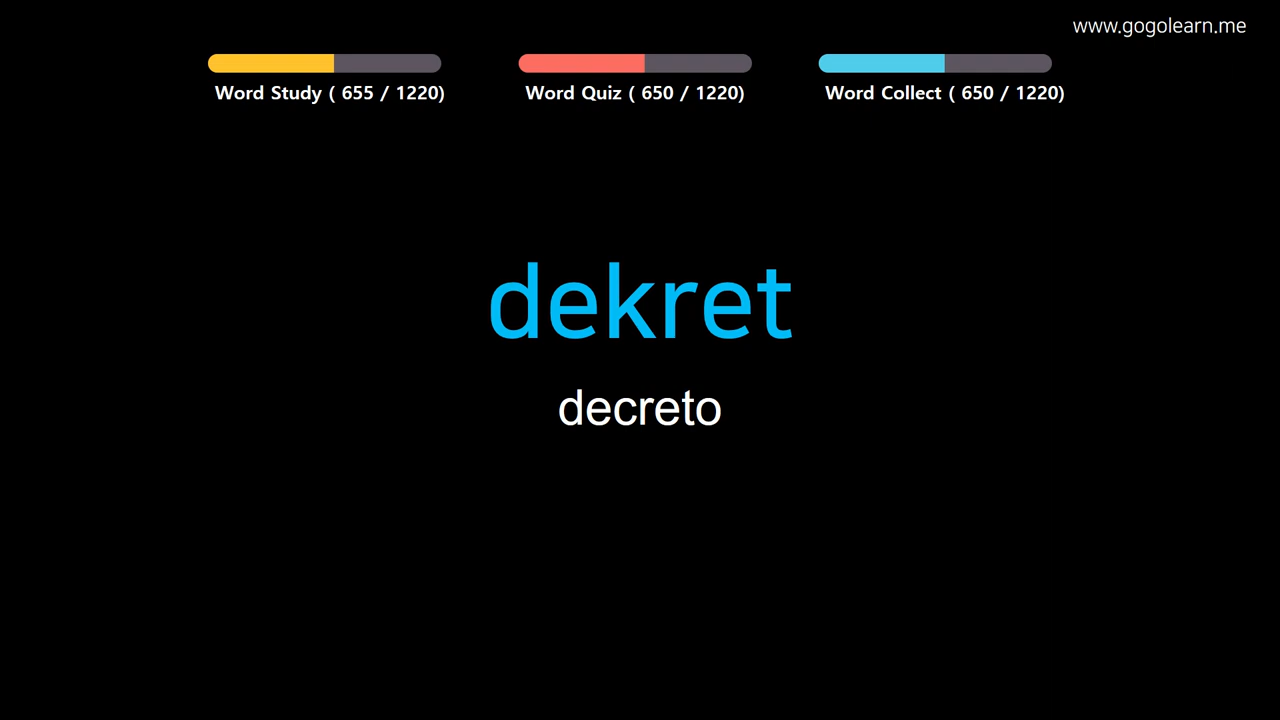 www.gogolearn.me
Word Study ( 655 / 1220)
Word Quiz ( 650 / 1220)
Word Collect ( 650 / 1220)
dekret
decreto